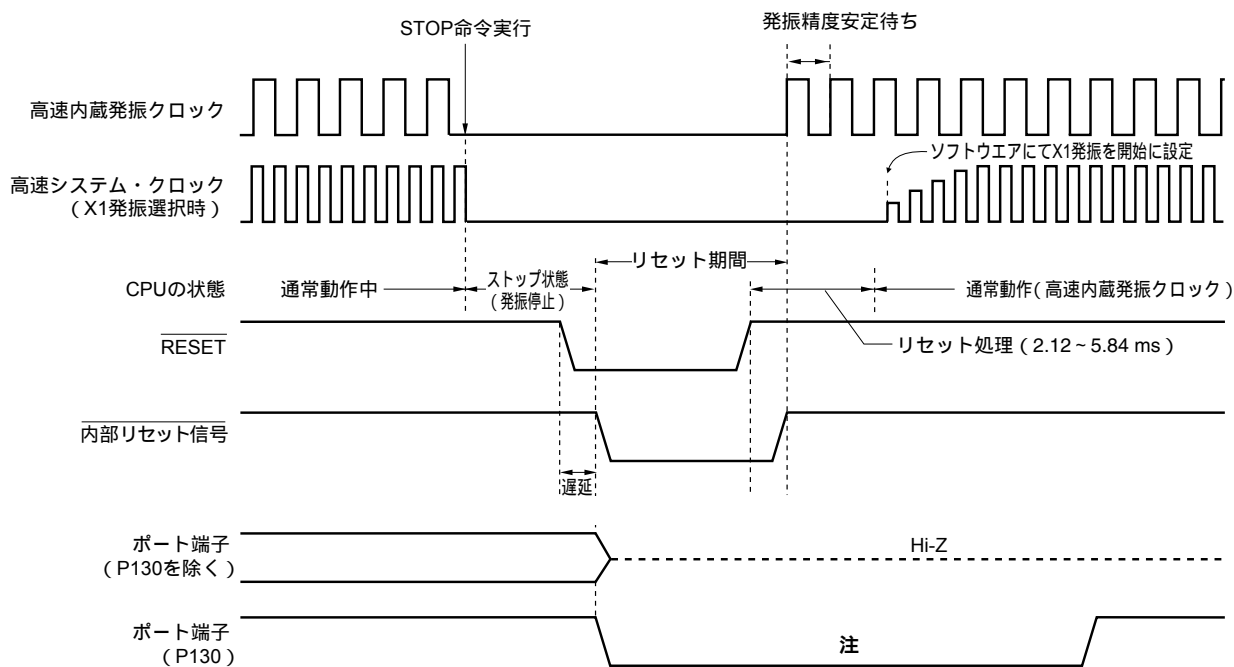 STOP命令実行
発振精度安定待ち
高速内蔵発振クロック
ソフトウエアにてX1発振を開始に設定
高速システム・クロック
(X1発振選択時)
リセット期間
CPUの状態
通常動作中
ストップ状態
(発振停止)
通常動作(高速内蔵発振クロック)
RESET
リセット処理(2.12~5.84 ms)
内部リセット信号
遅延
ポート端子
(P130を除く)
Hi-Z
ポート端子
(P130)
注